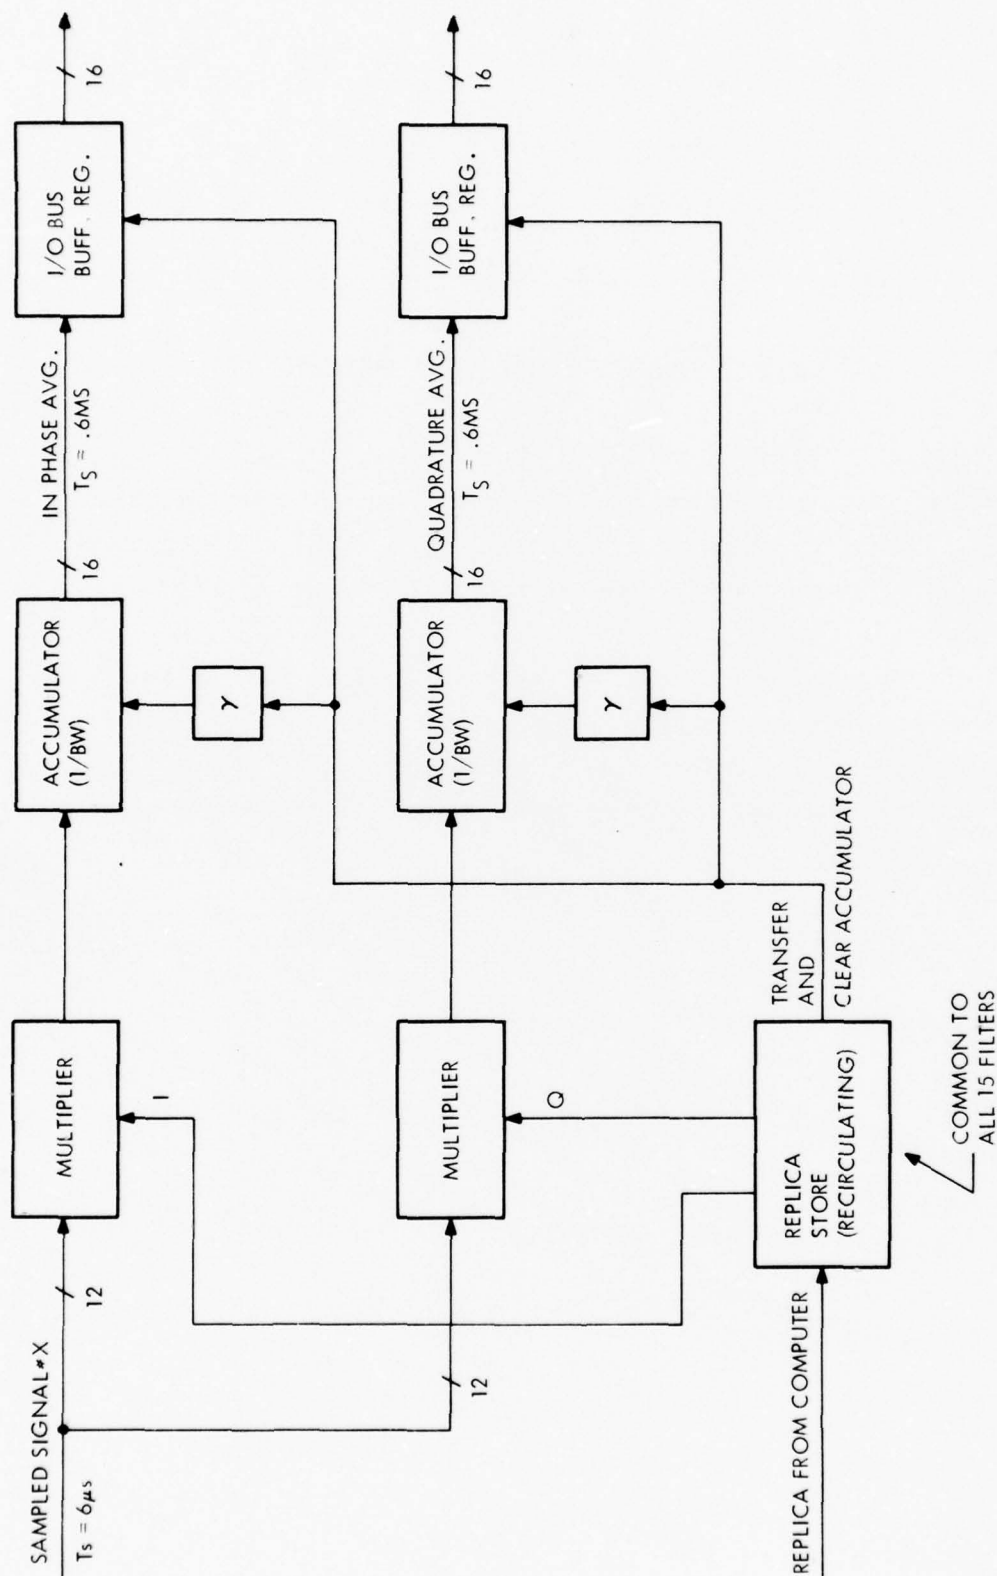 SAMPLED SIGNAL#X
Ts = 6µs
12
MULTIPLIER
I
ACCUMULATOR
(1/BW)
γ
16
IN PHASE AVG.
TS = .6MS
I/O BUS
BUFF. REG.
16
12
MULTIPLIER
Q
ACCUMULATOR
(1/BW)
γ
16
QUADRATURE AVG.
TS = .6MS
I/O BUS
BUFF. REG.
16
REPLICA FROM COMPUTER
REPLICA
STORE
(RECIRCULATING)
TRANSFER
AND
CLEAR ACCUMULATOR
COMMON TO
ALL 15 FILTERS